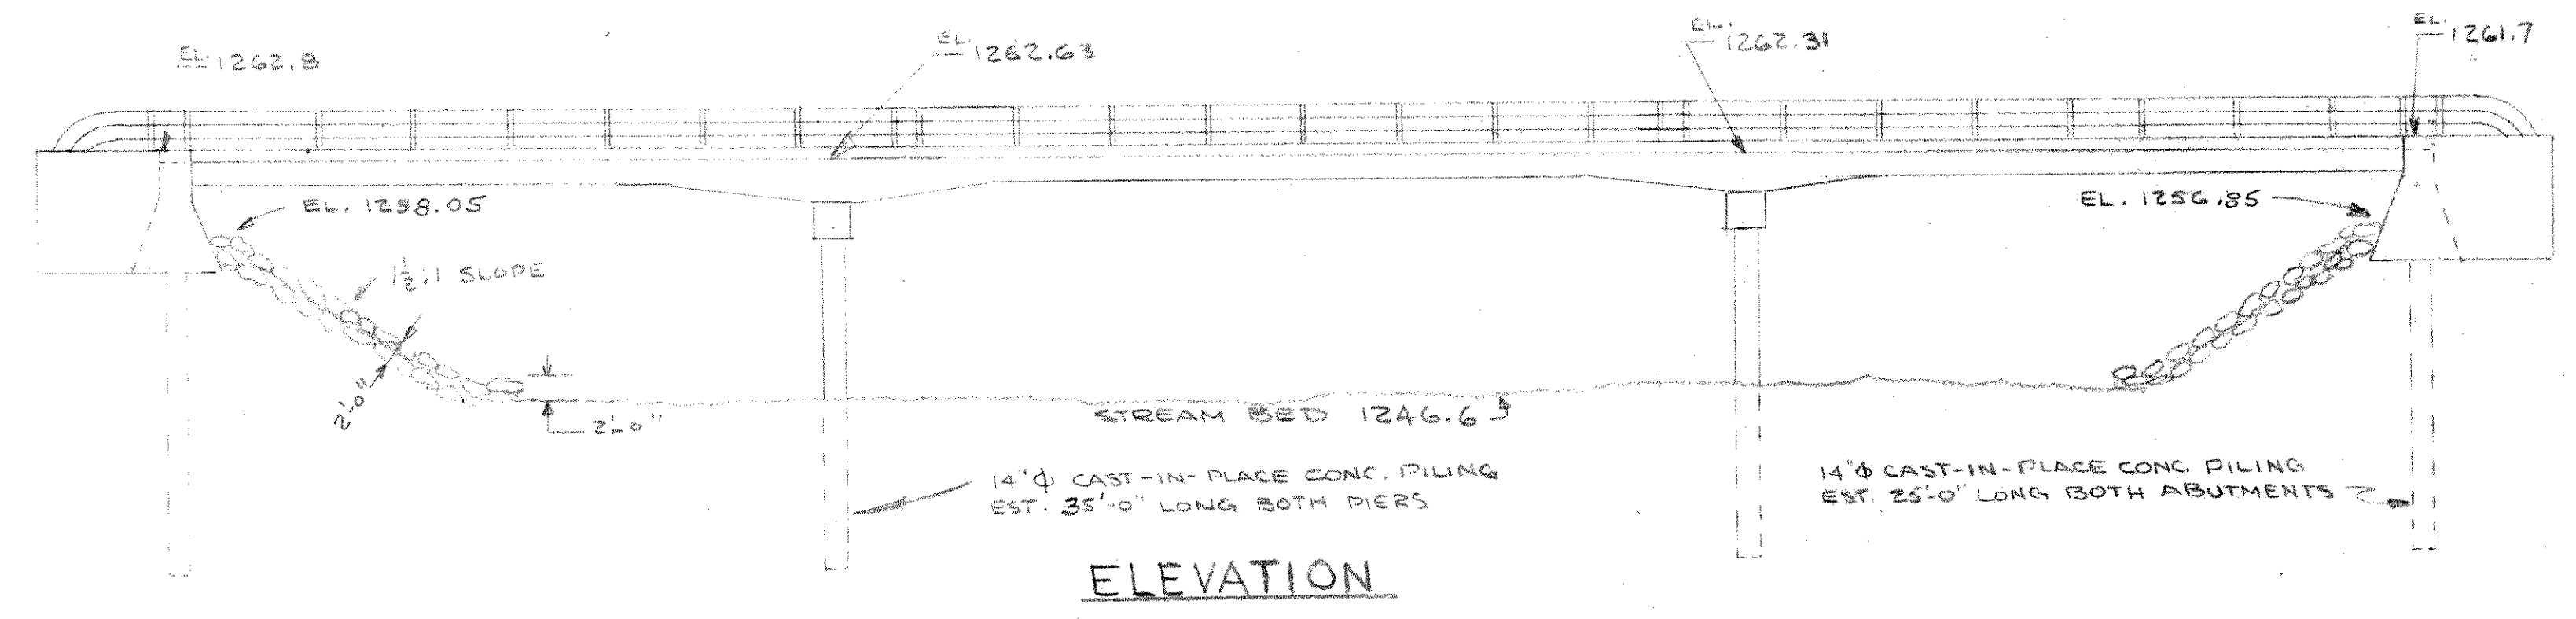 EL. 1262.8
EL. 1262.63
EL. 1262.31
EL. 1261.7
EL. 1258.05
EL. 1256.85
1½:1 SLOPE
2'-0"
2'-0"
STREAM BED 1246.6
14"ϕ CAST-IN-PLACE CONC. PILING
EST. 35'-0" LONG BOTH PIERS
14"ϕ CAST-IN-PLACE CONC. PILING
EST. 25'-0" LONG BOTH ABUTMENTS
ELEVATION